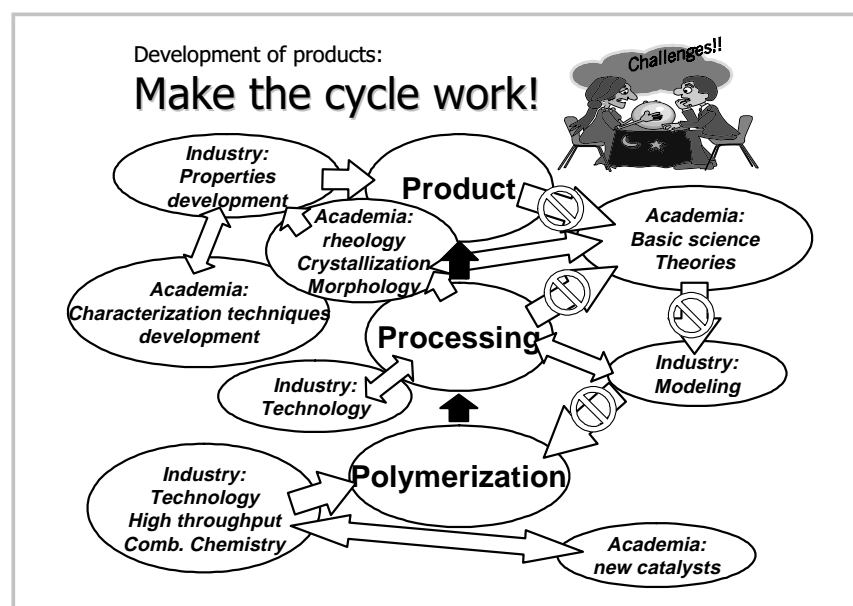 Development of products:
Make the cycle work!
Challenges!!
Industry:
Properties
development
Product
Academia:
rheology
Crystallization
Morphology
Academia:
Basic science
Theories
Academia:
Characterization techniques
development
Processing
Industry:
Technology
Industry:
Modeling
Polymerization
Industry:
Technology
High throughput
Comb. Chemistry
Academia:
new catalysts